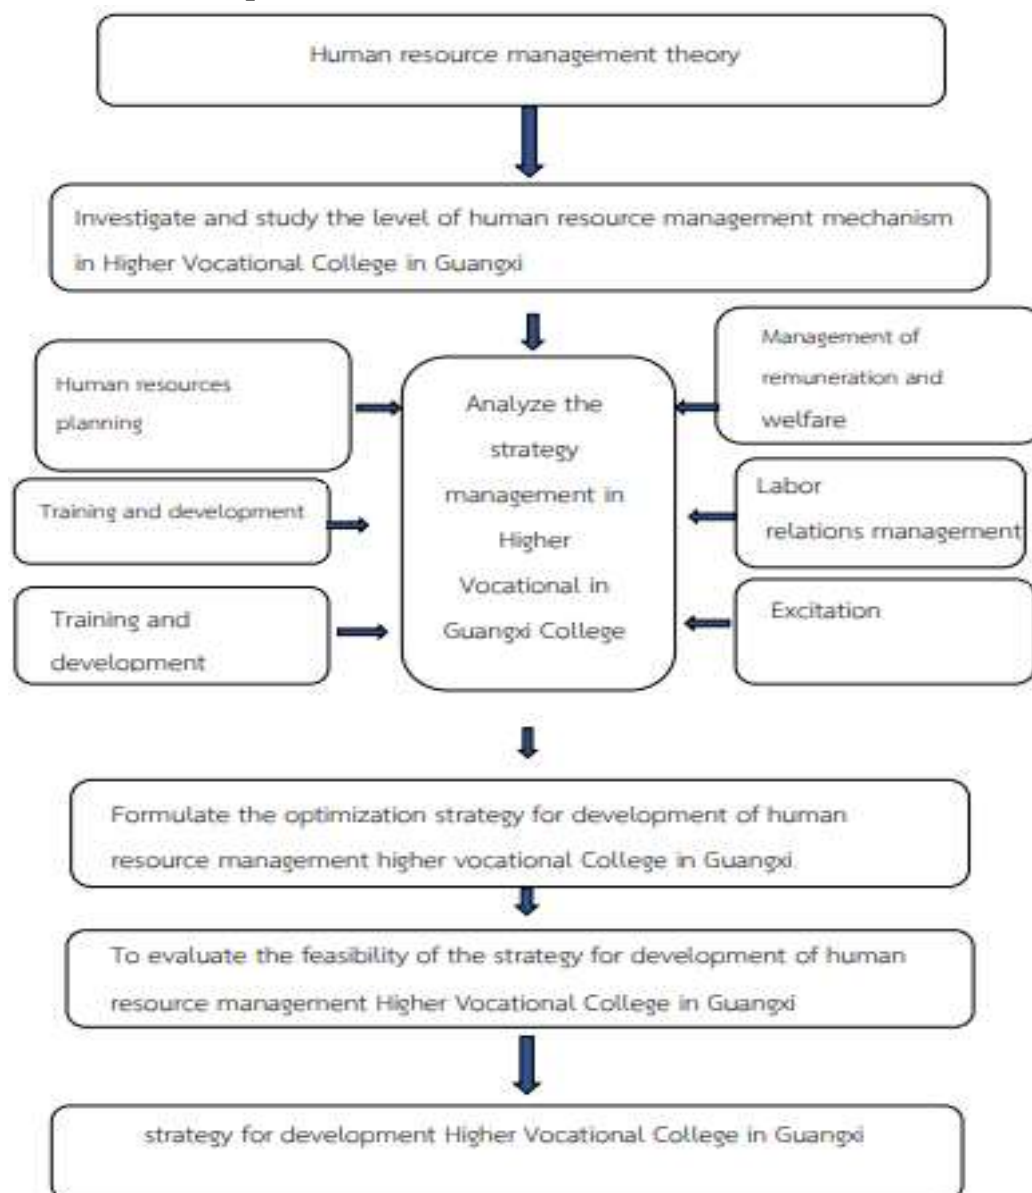 Human resource management theory
Investigate and study the level of human resource management mechanism
in Higher Vocational College in Guangxi
Human resources
planning
Training and development
Training and
development
Analyze the
strategy
management in
Higher
Vocational in
Guangxi College
Management of
remuneration and
welfare
Labor
relations management
Excitation
Formulate the optimization strategy for development of human
resource management higher vocational College in Guangxi.
To evaluate the feasibility of the strategy for development of human
resource management Higher Vocational College in Guangxi
strategy for development Higher Vocational College in Guangxi